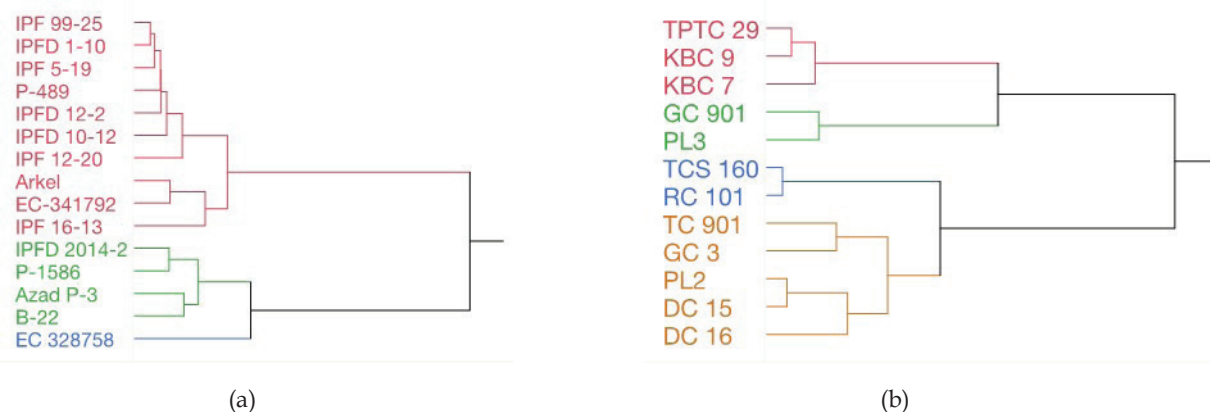 IPF 99-25
IPFD 1-10
IPF 5-19
P-489
IPFD 12-2
IPFD 10-12
IPF 12-20
Arkel
EC-341792
IPF 16-13
IPFD 2014-2
P-1586
Azad P-3
B-22
EC 328758
(a)
TPTC 29
KBC 9
KBC 7
GC 901
PL3
TCS 160
RC 101
TC 901
GC 3
PL2
DC 15
DC 16
(b)